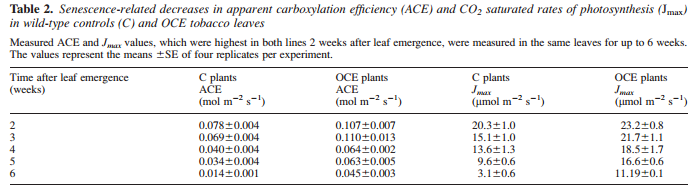 Table 2. Senescence-related decreases in apparent carboxylation efficiency (ACE) and CO₂ saturated rates of photosynthesis (Jmax)
in wild-type controls (C) and OCE tobacco leaves
Measured ACE and Jmax values, which were highest in both lines 2 weeks after leaf emergence, were measured in the same leaves for up to 6 weeks.
The values represent the means ±SE of four replicates per experiment.
Time after leaf emergence C plants OCE plants C plants OCE plants
(weeks) ACE ACE Jmax Jmax
(mol m⁻² s⁻¹) (mol m⁻² s⁻¹) (μmol m⁻² s⁻¹) (μmol m⁻² s⁻¹)
2 0.078±0.004 0.107±0.007 20.3±1.0 23.2±0.8
3 0.069±0.004 0.110±0.013 15.1±1.0 21.7±1.1
4 0.040±0.004 0.064±0.002 13.6±1.3 18.5±1.7
5 0.034±0.004 0.063±0.005 9.6±0.6 16.6±0.6
6 0.014±0.001 0.045±0.003 3.1±0.6 11.19±0.1